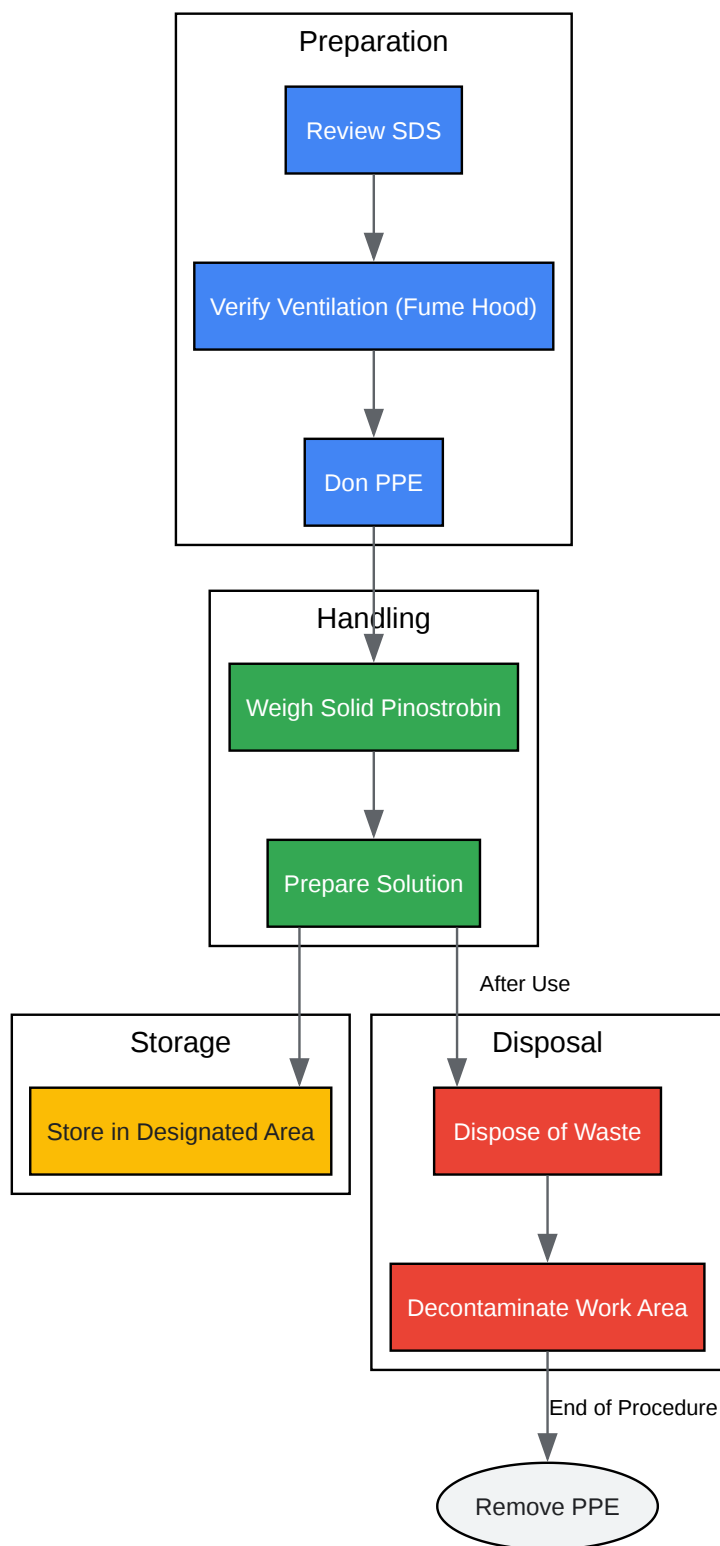 Preparation
Review SDS
Verify Ventilation (Fume Hood)
Don PPE
Handling
Weigh Solid Pinostrobin
Prepare Solution
After Use
Storage
Disposal
Store in Designated Area
Dispose of Waste
Decontaminate Work Area
End of Procedure
Remove PPE